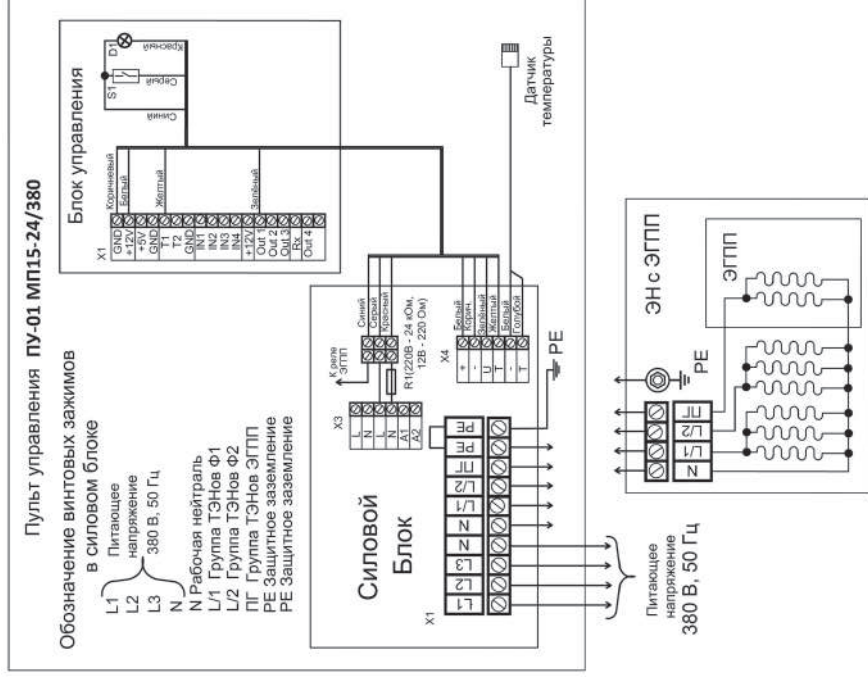 Пульт управления ПУ-01 МП15-24/380
Обозначение винтовых зажимов
в силовом блоке
L1
L2
L3
N
Питающее
напряжение
380 В, 50 Гц
N Рабочая нейтраль
L/1 Группа ТЭНов Ф1
L/2 Группа ТЭНов Ф2
ПГ Группа ТЭНов ЭГПП
PE Защитное заземление
PE Защитное заземление
Блок управления
D1
S1
Красный
Серый
Синий
Коричневый
Белый
Желтый
Зелёный
X1
GND
+12V
+5V
GND
T1
T2
GND
IN1
IN2
IN3
IN4
+12V
Out 1
Out 2
Out 3
Rx
Out 4
Датчик
температуры
Силовой
Блок
К реле
ЭГПП
Синий
Серый
Красный
R1(220В - 24 кОм,
12В - 220 Ом)
X3
L
N
L
N
A1
A2
X4
+
-
U
T
-
T
Белый
Корич.
Зелёный
Желтый
Белый
Голубой
X1
L1
L2
L3
N
N
L/1
L/2
ПГ
PE
PE
PE
Питающее
напряжение
380 В, 50 Гц
ЭН с ЭГПП
ЭГПП
PE
N
L/1
L/2
ПГ